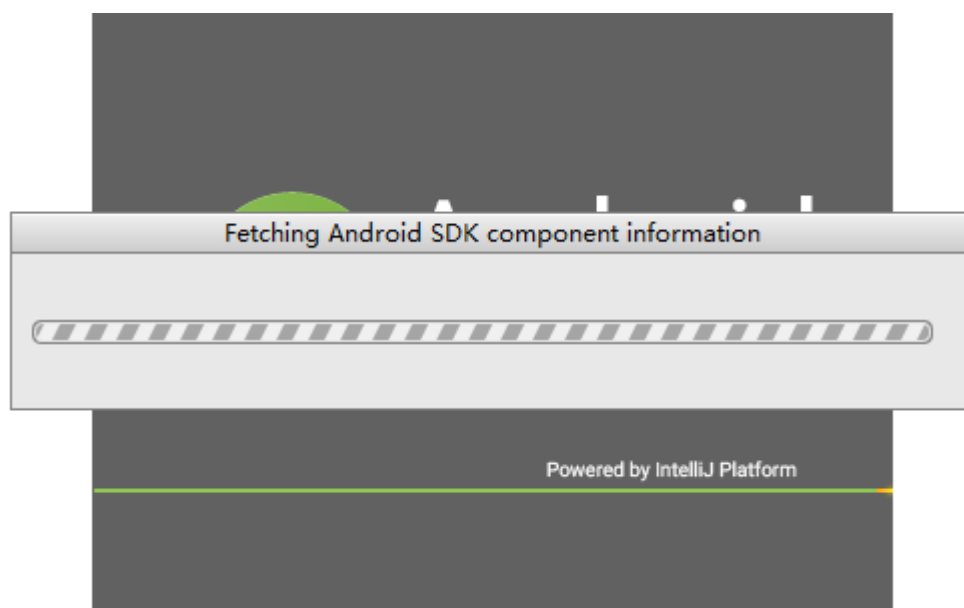 Fetching Android SDK component information
Powered by IntelliJ Platform